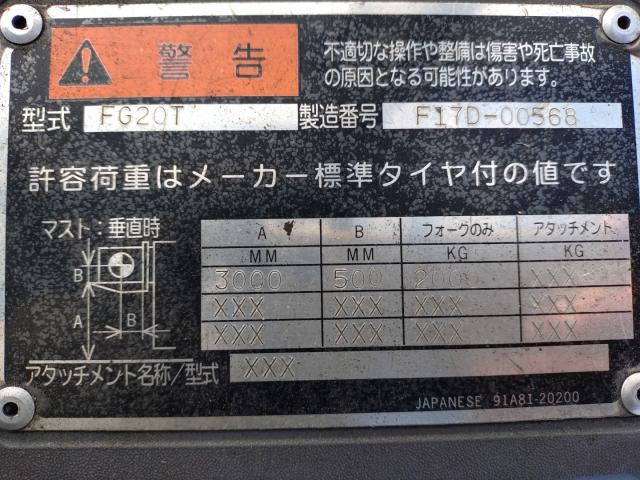 警告
不適切な操作や整備は傷害や死亡事故
の原因となる可能性があります。
型式 FG20T 製造番号 F17D-00568
許容荷重はメーカー標準タイヤ付の値です
マスト:垂直時
A B フォークのみ アタッチメント
MM MM KG KG
3000 500 2000 XXX
XXX XXX XXX XXX
XXX XXX XXX XXX
B
A
B
アタッチメント名称/型式 XXX
JAPANESE 91A81-20200